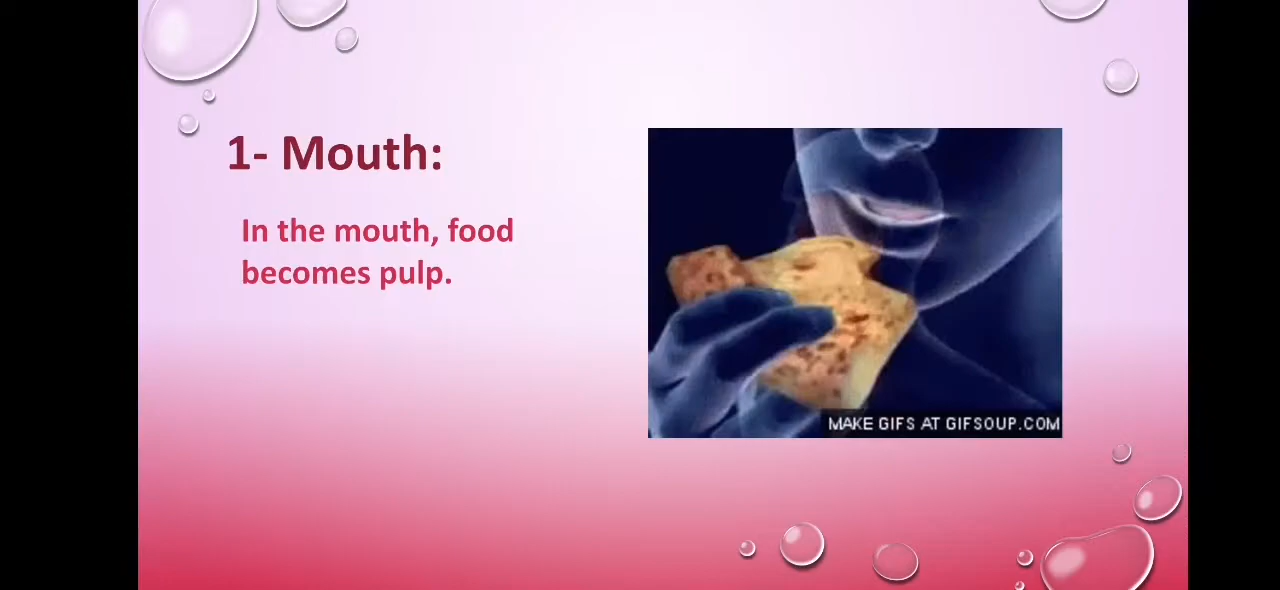 1- Mouth:
In the mouth, food
becomes pulp.
MAKE GIFS AT GIFSOUP.COM